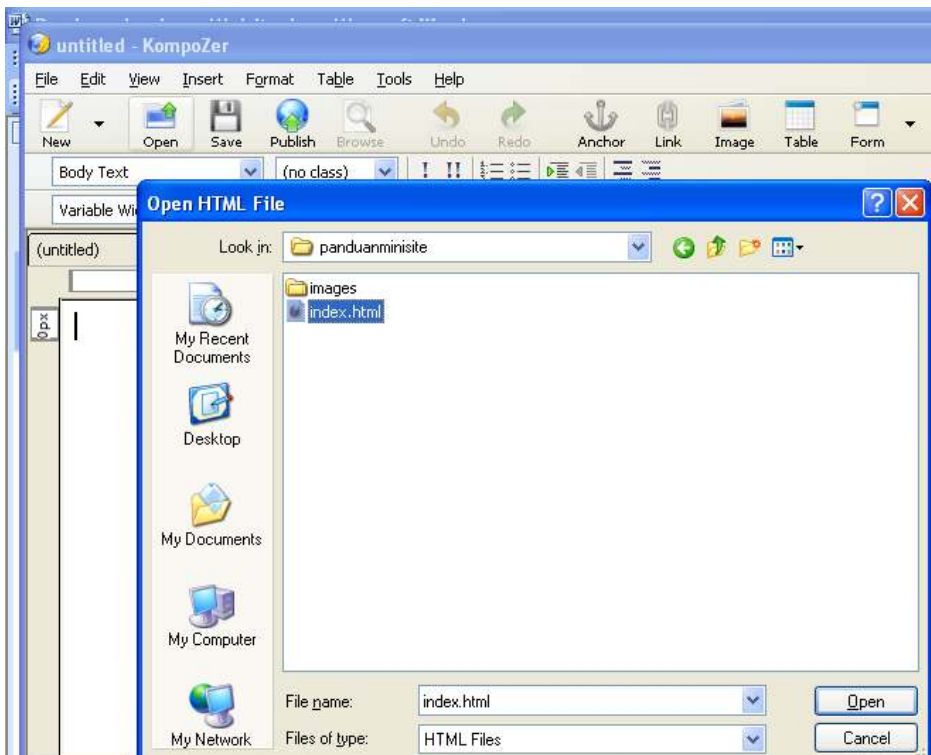 untitled - KompoZer
File Edit View Insert Format Table Tools Help
New Open Save Publish Browse Undo Redo Anchor Link Image Table Form
Body Text (no class)
Variable Wi
Open HTML File
(untitled)
Look in: panduanminisite
images
index.html
0px
My Recent
Documents
Desktop
My Documents
My Computer
My Network
File name: index.html Open
Files of type: HTML Files Cancel